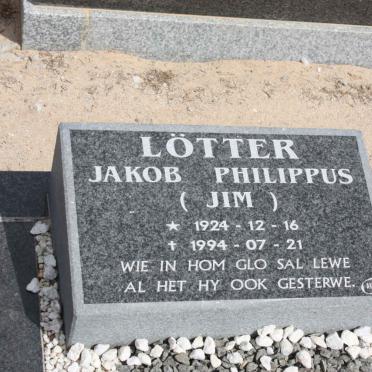 LÖTTER
JAKOB PHILIPPUS
( JIM )
★ 1924 - 12 - 16
✝ 1994 - 07 - 21
WIE IN HOM GLO SAL LEWE
AL HET HY OOK GESTERWE.